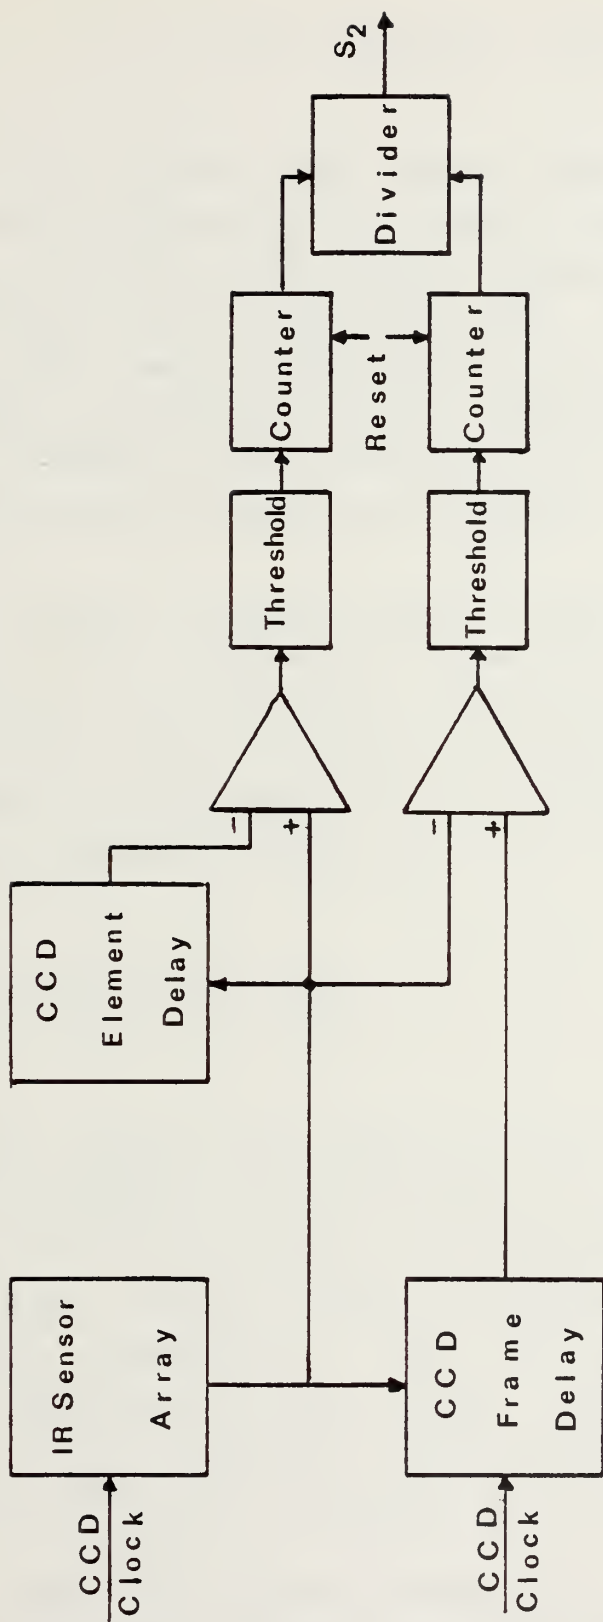 CCD
Clock
IR Sensor
Array
CCD
Clock
CCD
Frame
Delay
CCD
Element
Delay
-
+
-
+
Threshold
Threshold
Counter
Reset
Counter
Divider
S2